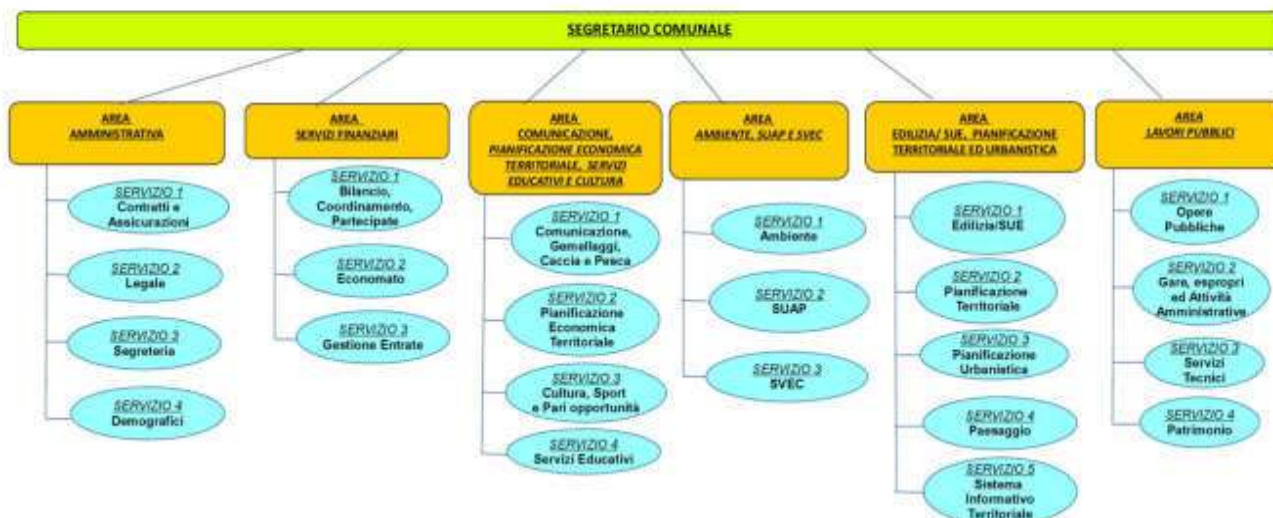 SEGRETARIO COMUNALE
AREA
AMMINISTRATIVA
SERVIZIO 1
Contratti e
Assicurazioni
SERVIZIO 2
Legale
SERVIZIO 3
Segreteria
SERVIZIO 4
Demografici
AREA
SERVIZI FINANZIARI
SERVIZIO 1
Bilancio,
Coordinamento,
Partecipate
SERVIZIO 2
Economato
SERVIZIO 3
Gestione Entrate
AREA
COMUNICAZIONE,
PIANIFICAZIONE ECONOMICA
TERRITORIALE, SERVIZI
EDUCATIVI E CULTURA
SERVIZIO 1
Comunicazione,
Gemellaggi,
Caccia e Pesca
SERVIZIO 2
Pianificazione
Economica
Territoriale
SERVIZIO 3
Cultura, Sport
e Pari opportunità
SERVIZIO 4
Servizi Educativi
AREA
AMBIENTE, SUAP E SVEC
SERVIZIO 1
Ambiente
SERVIZIO 2
SUAP
SERVIZIO 3
SVEC
AREA
EDILIZIA/ SUE, PIANIFICAZIONE
TERRITORIALE ED URBANISTICA
SERVIZIO 1
Edilizia/SUE
SERVIZIO 2
Pianificazione
Territoriale
SERVIZIO 3
Pianificazione
Urbanistica
SERVIZIO 4
Paesaggio
SERVIZIO 5
Sistema
Informativo
Territoriale
AREA
LAVORI PUBBLICI
SERVIZIO 1
Opere
Pubbliche
SERVIZIO 2
Gare, espropri
ed Attività
Amministrative
SERVIZIO 3
Servizi
Tecnici
SERVIZIO 4
Patrimonio